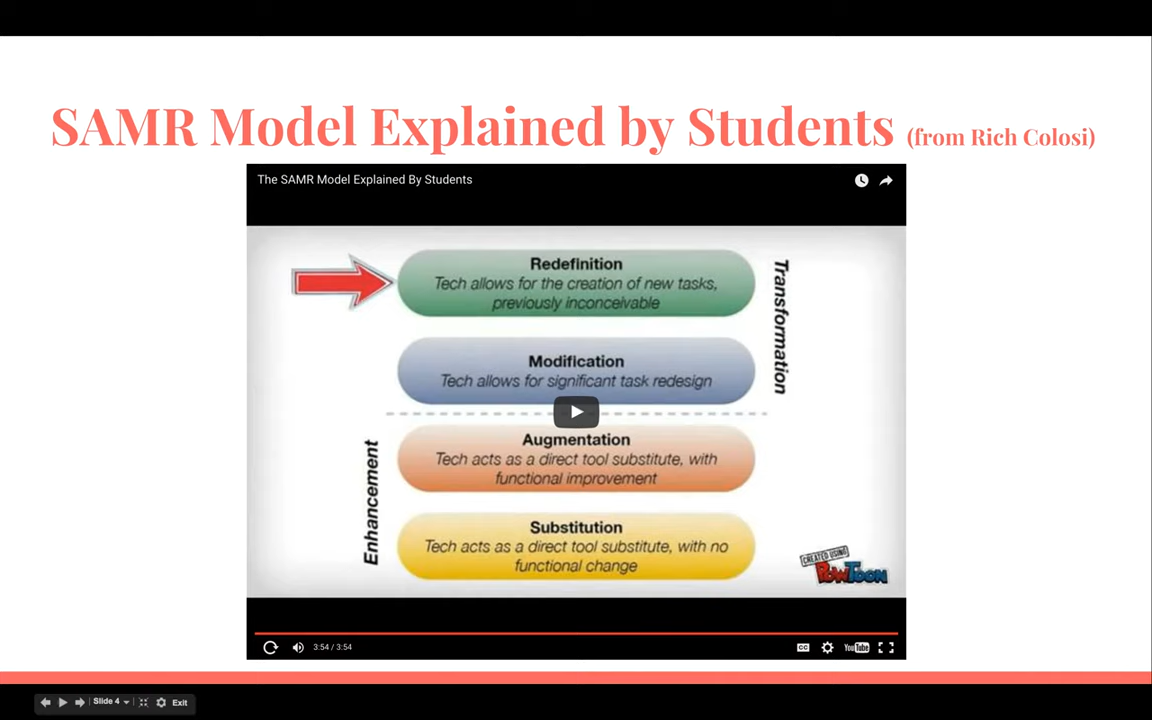 SAMR Model Explained by Students (from Rich Colosi)
The SAMR Model Explained By Students
Redefinition
Tech allows for the creation of new tasks,
previously inconceivable
Transformation
Modification
Tech allows for significant task redesign
Augmentation
Tech acts as a direct tool substitute, with
functional improvement
Enhancement
Substitution
Tech acts as a direct tool substitute, with no
functional change
CREATED USING
POWTOON
3:54 / 3:54
CC
YouTube
Slide 4
Exit